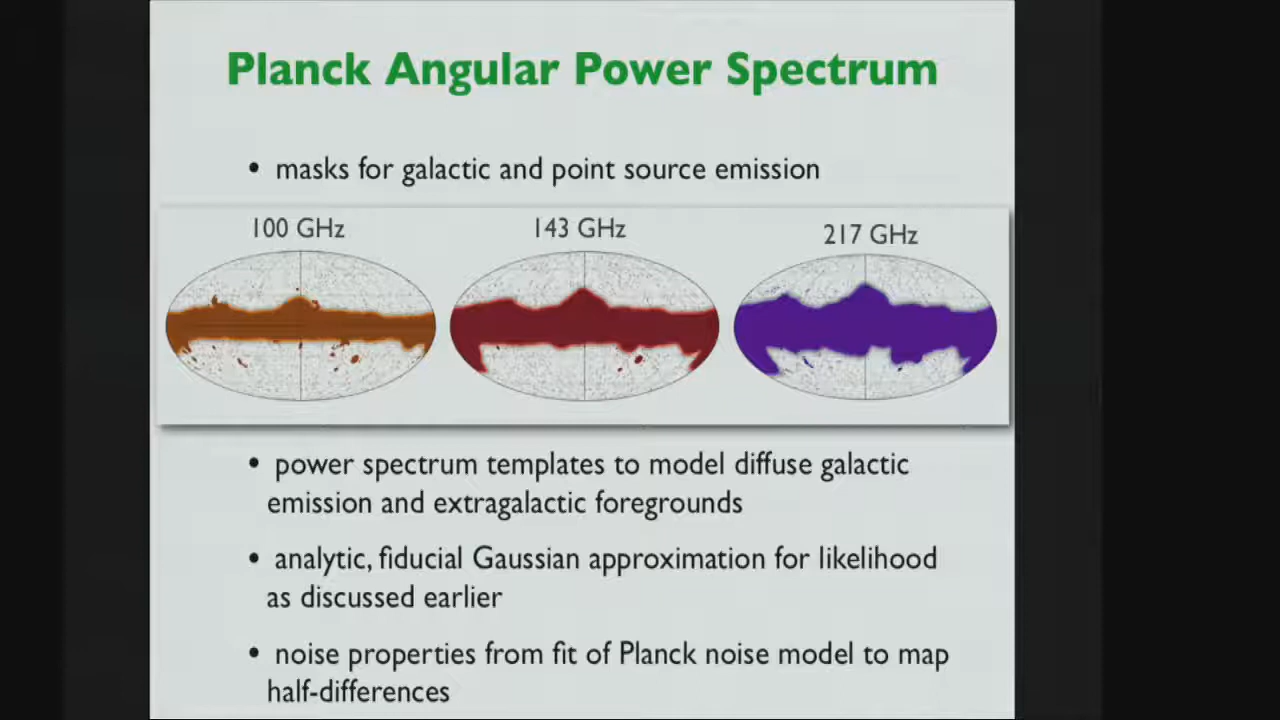 Planck Angular Power Spectrum
• masks for galactic and point source emission
100 GHz
143 GHz
217 GHz
• power spectrum templates to model diffuse galactic
emission and extragalactic foregrounds
• analytic, fiducial Gaussian approximation for likelihood
as discussed earlier
• noise properties from fit of Planck noise model to map
half-differences